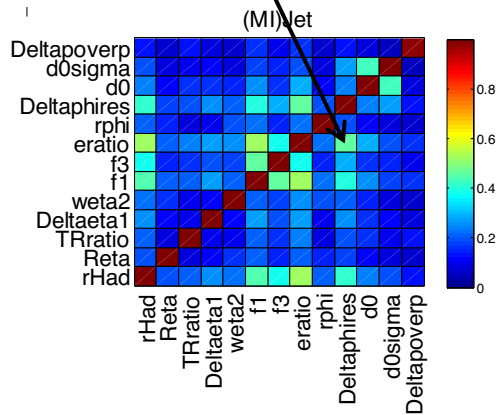 (MI)Jet
Deltapoverp
d0sigma
d0
Deltaphires
rphi
eratio
f3
f1
weta2
Deltaeta1
TRratio
Reta
rHad
0.8
0.6
0.4
0.2
0
rHad
Reta
TRratio
Deltaeta1
weta2
f1
f3
eratio
rphi
Deltaphires
d0
d0sigma
Deltapoverp